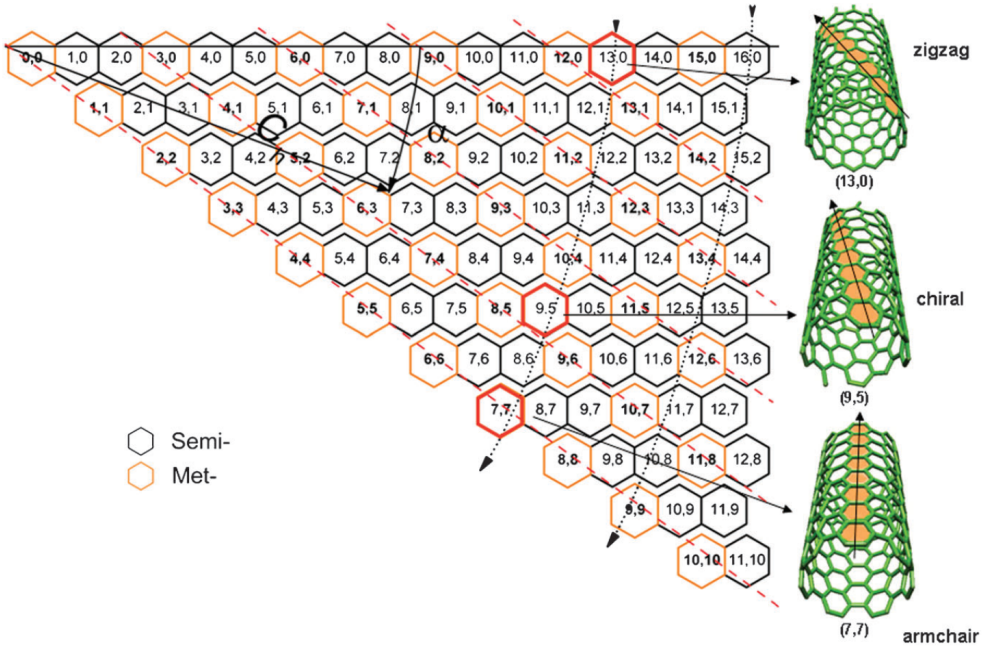 0,0 1,0 2,0 3,0 4,0 5,0 6,0 7,0 8,0 9,0 10,0 11,0 12,0 13,0 14,0 15,0 16,0
zigzag
1,1 2,1 3,1 4,1 5,1 6,1 7,1 8,1 9,1 10,1 11,1 12,1 13,1 14,1 15,1
C h
α
2,2 3,2 4,2 5,2 6,2 7,2 8,2 9,2 10,2 11,2 12,2 13,2 14,2 15,2
(13,0)
3,3 4,3 5,3 6,3 7,3 8,3 9,3 10,3 11,3 12,3 13,3 14,3
4,4 5,4 6,4 7,4 8,4 9,4 10,4 11,4 12,4 13,4 14,4
chiral
5,5 6,5 7,5 8,5 9,5 10,5 11,5 12,5 13,5
6,6 7,6 8,6 9,6 10,6 11,6 12,6 13,6
(9,5)
7,7 8,7 9,7 10,7 11,7 12,7
Semi-
8,8 9,8 10,8 11,8 12,8
Met-
9,9 10,9 11,9
10,10 11,10
(7,7)
armchair